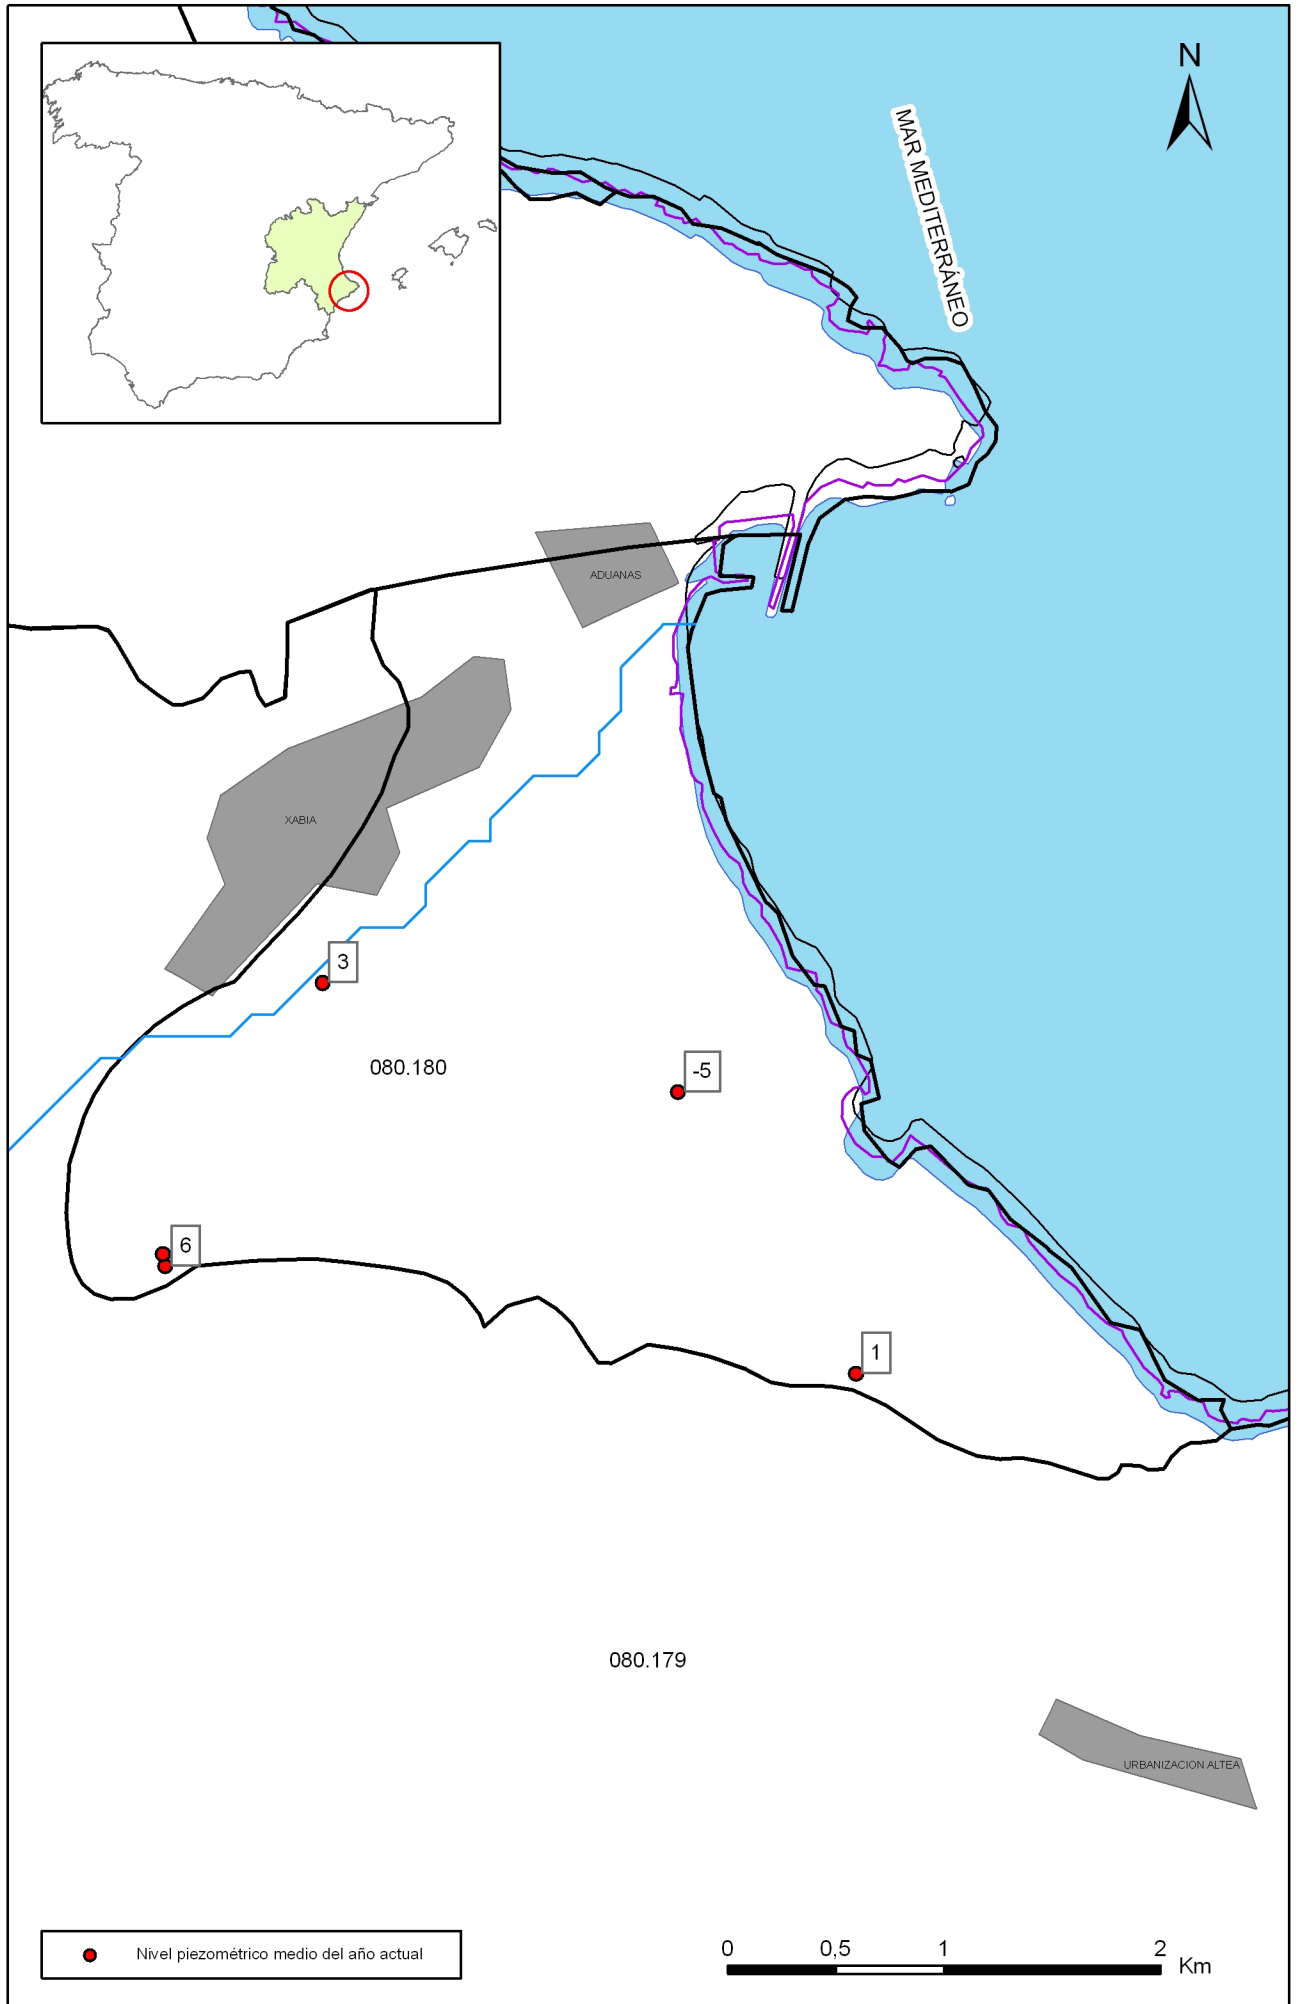 N
MAR MEDITERRÁNEO
ADUANAS
XABIA
3
080.180
-5
6
1
080.179
URBANIZACION ALTEA
Nivel piezométrico medio del año actual
0 0,5 1 2 Km